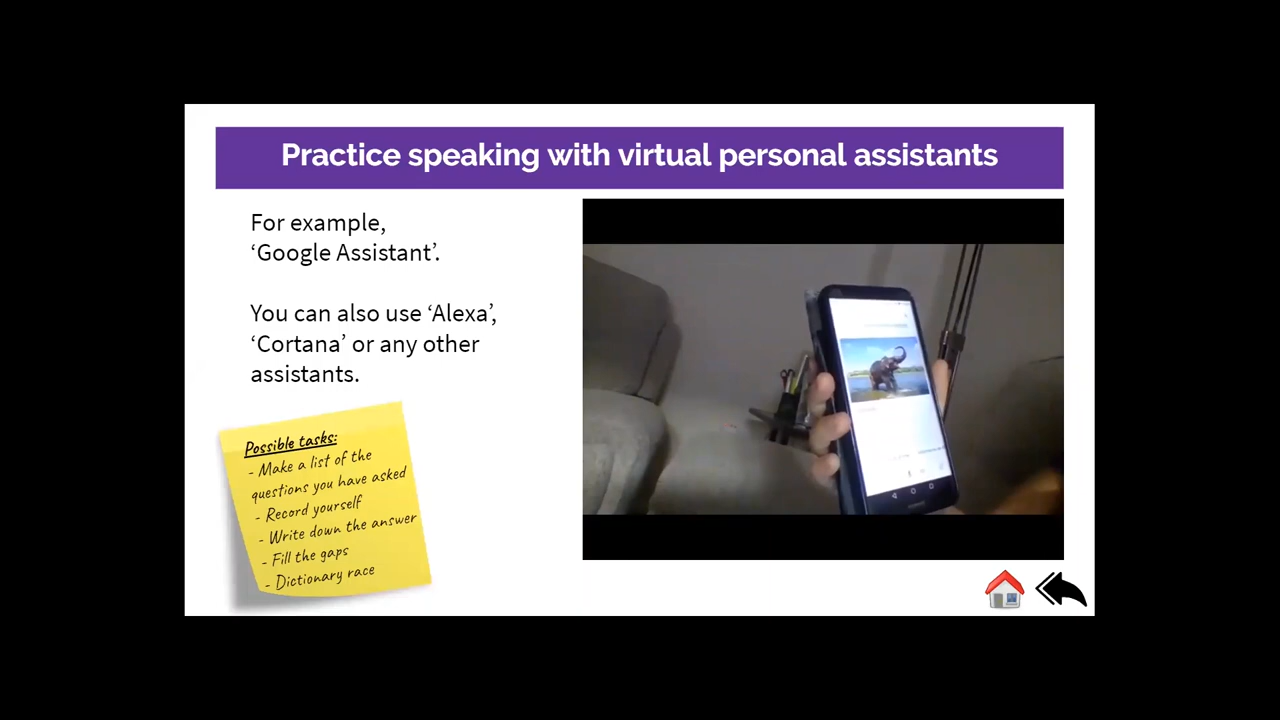 Practice speaking with virtual personal assistants
For example,
‘Google Assistant’.
You can also use ‘Alexa’,
‘Cortana’ or any other
assistants.
Possible tasks:
- Make a list of the
questions you have asked
- Record yourself
- Write down the answer
- Fill the gaps
- Dictionary race